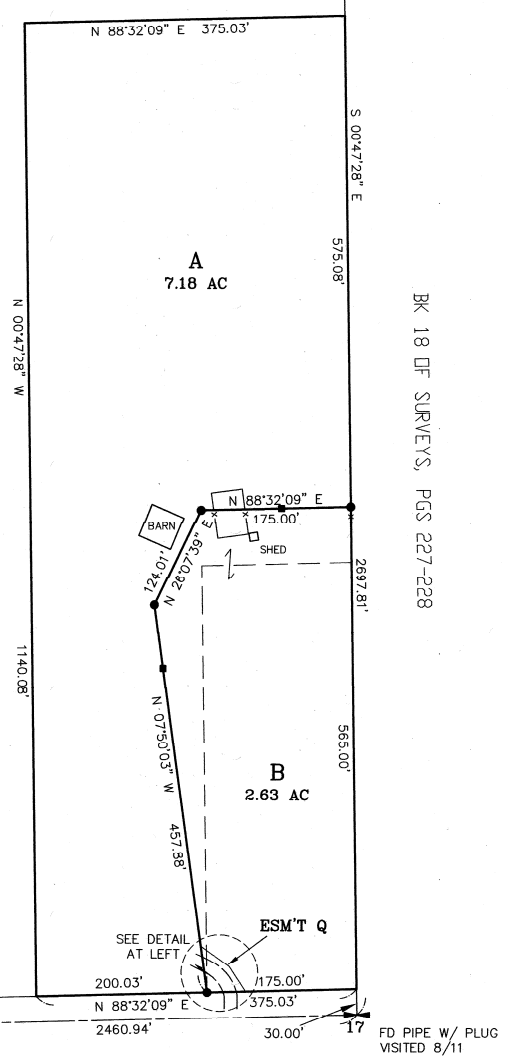 N 88°32'09" E 375.03'
S 00°47'28" E
575.08'
A
7.18 AC
N 00°47'28" W
BK 18 OF SURVEYS, PGS 227-228
N 88°32'09" E
175.00'
BARN
SHED
124.01'
N 26°07'39" E
2697.81'
1140.08'
N 07°50'03" W
565.00'
B
2.63 AC
457.38'
ESM'T Q
SEE DETAIL
AT LEFT
200.03'
175.00'
N 88°32'09" E 375.03'
2460.94'
30.00'
17
FD PIPE W/ PLUG
VISITED 8/11